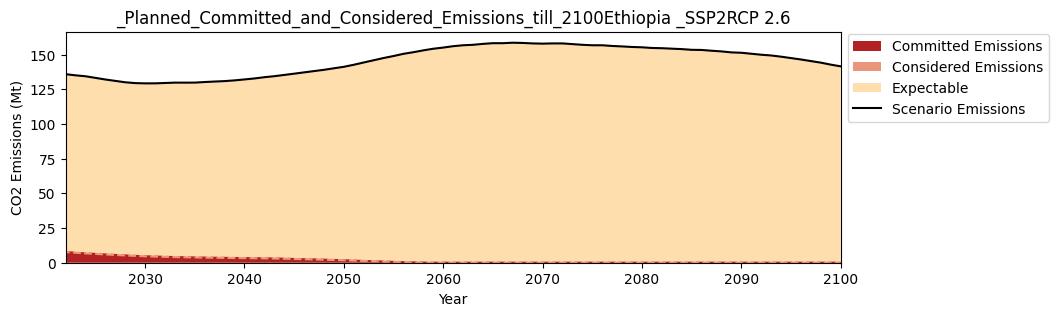 _Planned_Committed_and_Considered_Emissions_till_2100Ethiopia _SSP2RCP 2.6
CO2 Emissions (Mt)
150
125
100
75
50
25
0
2030 2040 2050 2060 2070 2080 2090 2100
Year
Committed Emissions
Considered Emissions
Expectable
Scenario Emissions